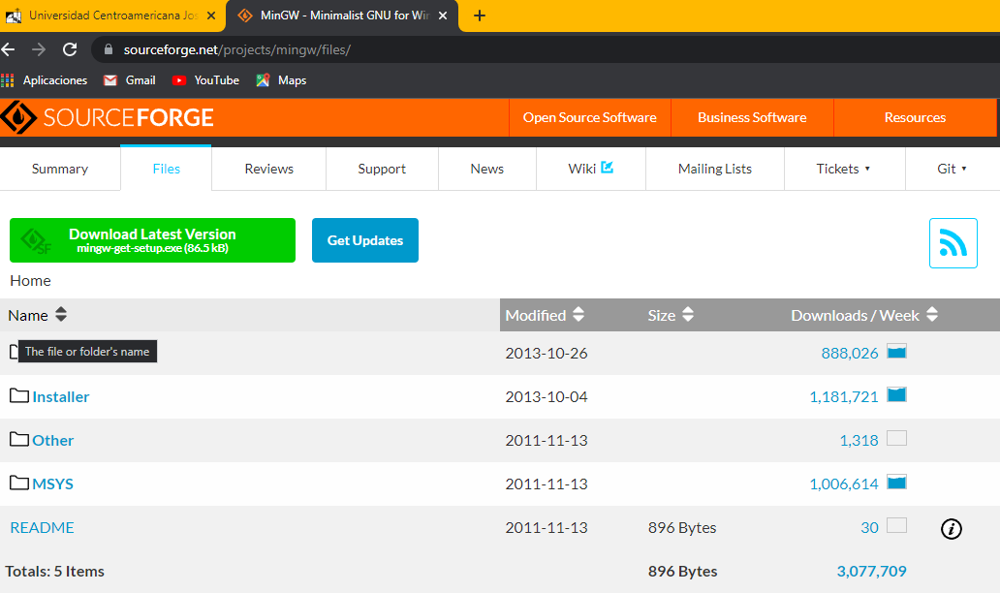 Universidad Centroamericana Jos
MinGW - Minimalist GNU for Wir
sourceforge.net/projects/mingw/files/
Aplicaciones Gmail YouTube Maps
SOURCEFORGE Open Source Software Business Software Resources
Summary Files Reviews Support News Wiki Mailing Lists Tickets Git
Download Latest Version
mingw-get-setup.exe (86.5 kB)
Get Updates
SF
Home
Name Modified Size Downloads / Week
The file or folder's name 2013-10-26 888,026
Installer 2013-10-04 1,181,721
Other 2011-11-13 1,318
MSYS 2011-11-13 1,006,614
README 2011-11-13 896 Bytes 30 i
Totals: 5 Items 896 Bytes 3,077,709